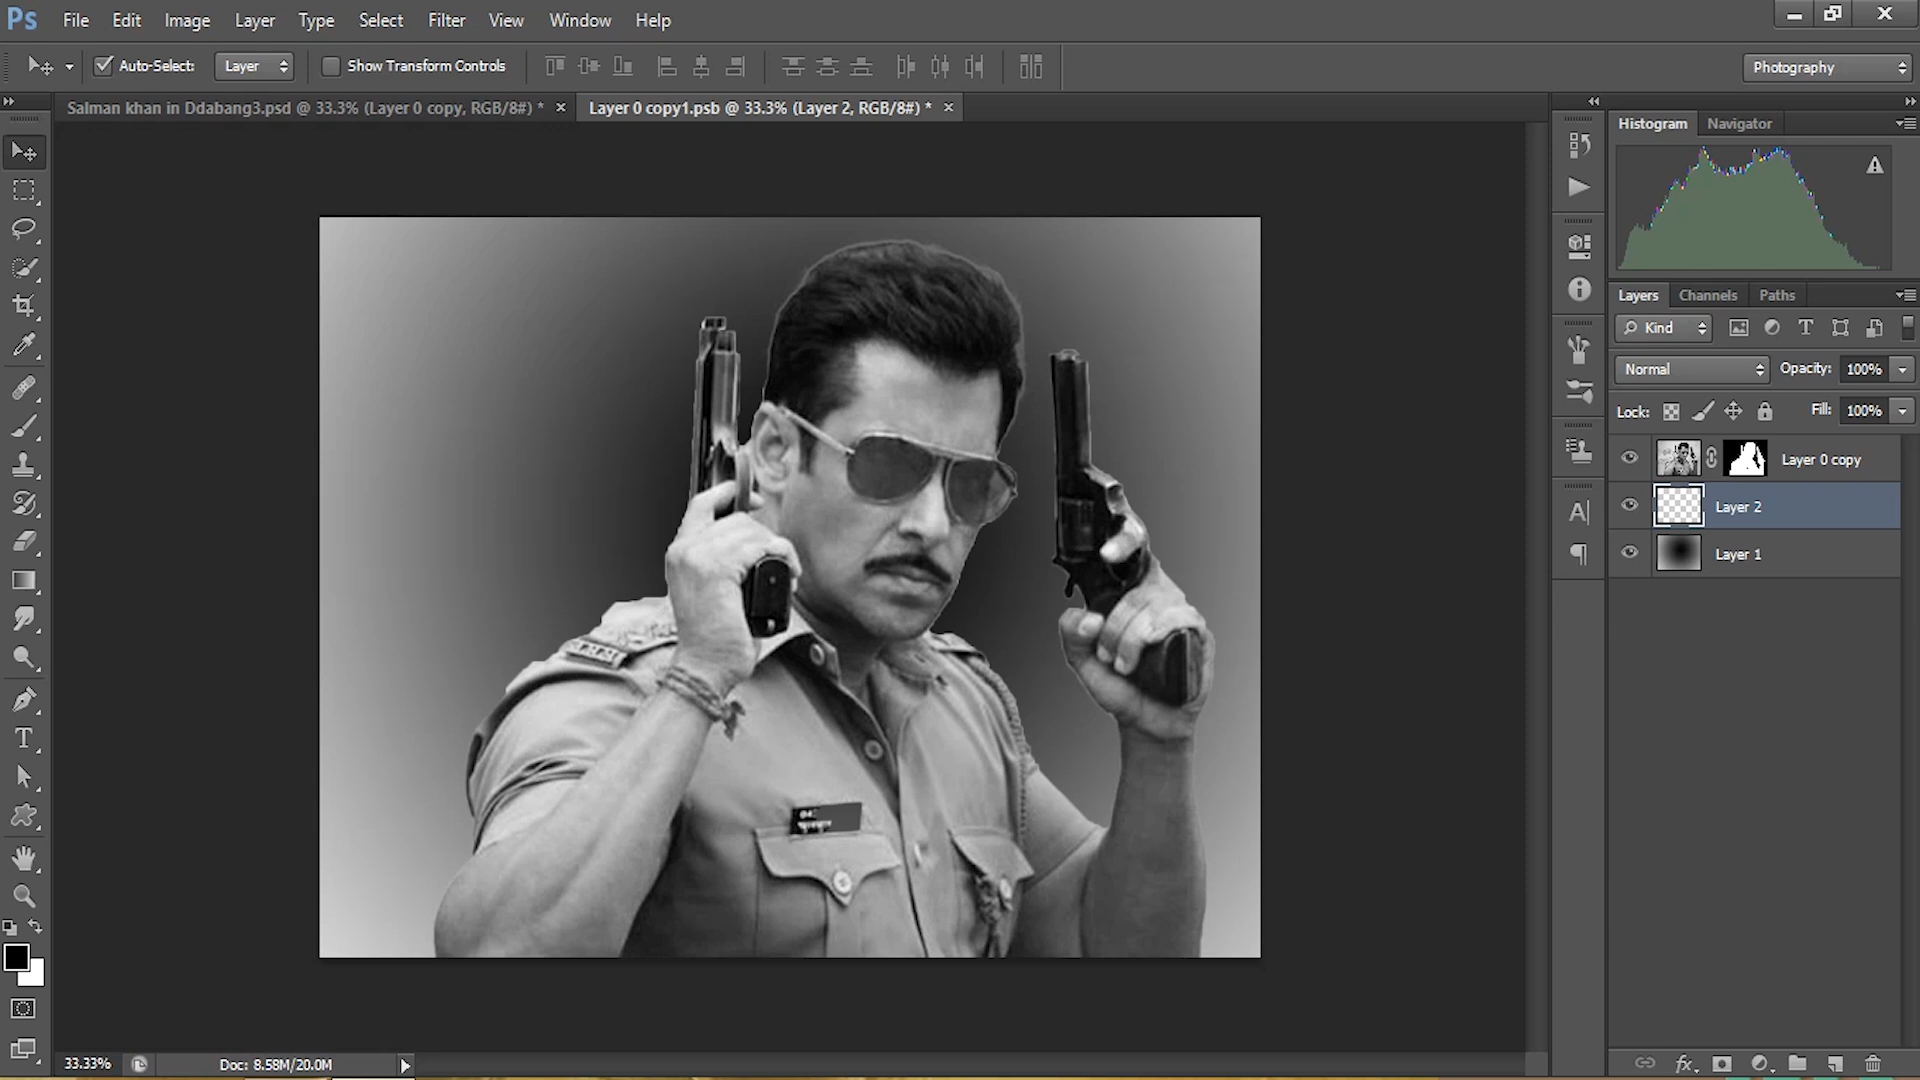 Ps File Edit Image Layer Type Select Filter View Window Help
Auto-Select: Layer Show Transform Controls Photography
Salman khan in Ddabang3.psd @ 33.3% (Layer 0 copy, RGB/8#) * × Layer 0 copy1.psb @ 33.3% (Layer 2, RGB/8#) * ×
Histogram Navigator
Layers Channels Paths
Kind
Normal Opacity: 100%
Lock: Fill: 100%
Layer 0 copy
Layer 2
Layer 1
33.33% Doc: 8.58M/20.0M